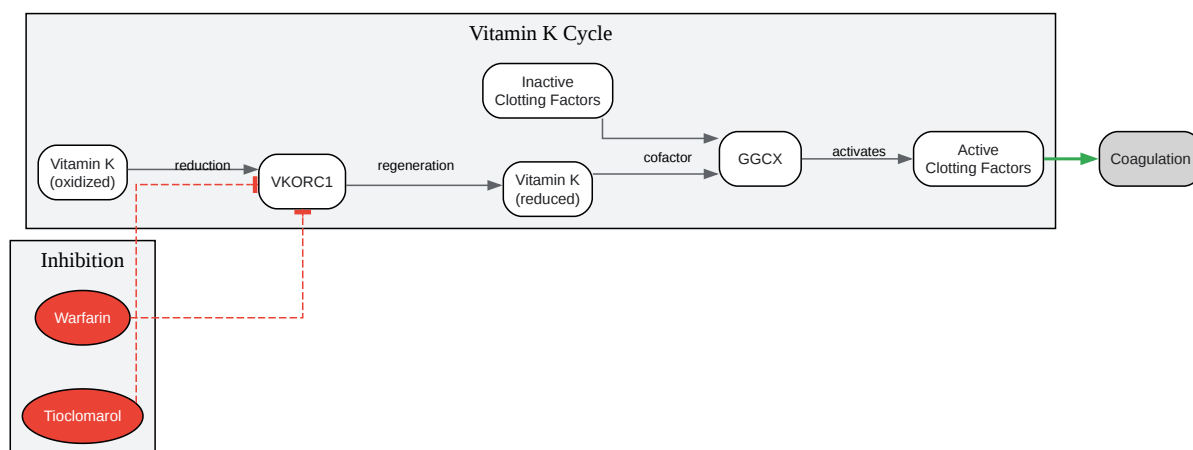 Vitamin K Cycle
Inactive
Clotting Factors
Vitamin K
(oxidized)
reduction
VKORC1
regeneration
Vitamin K
(reduced)
cofactor
GGCX
activates
Active
Clotting Factors
Coagulation
Inhibition
Warfarin
Tioclomarol